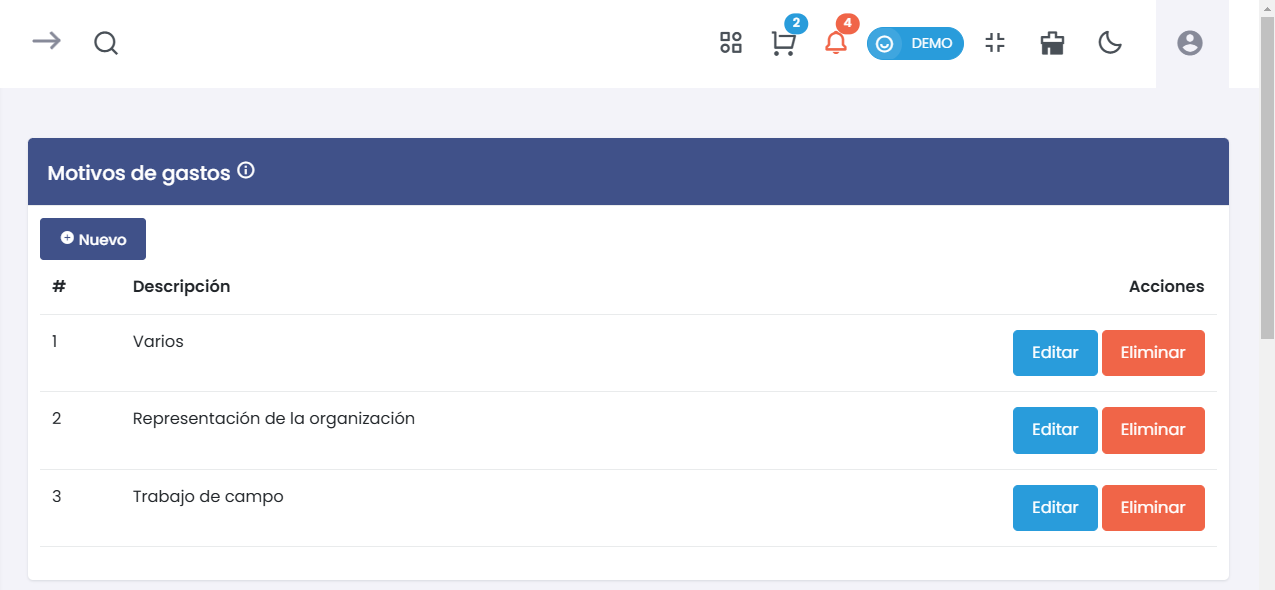 2
4
DEMO
Motivos de gastos
Nuevo
# Descripción Acciones
1 Varios Editar Eliminar
2 Representación de la organización Editar Eliminar
3 Trabajo de campo Editar Eliminar